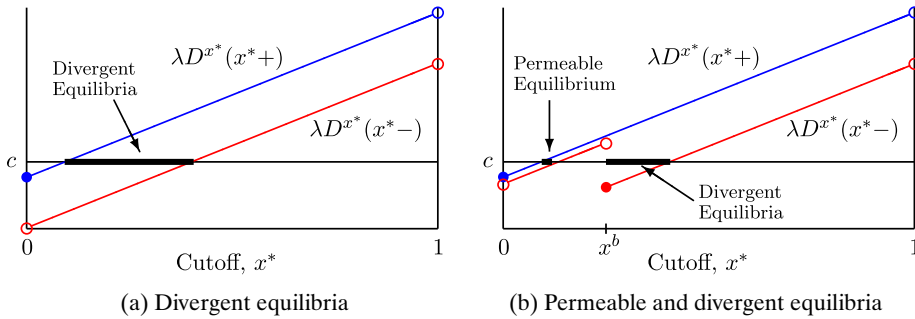 λD^{x*}(x*+)
Divergent
Equilibria
λD^{x*}(x*−)
c
0
1
Cutoff, x*
(a) Divergent equilibria
λD^{x*}(x*+)
Permeable
Equilibrium
λD^{x*}(x*−)
c
Divergent
Equilibria
0
x^b
1
Cutoff, x*
(b) Permeable and divergent equilibria